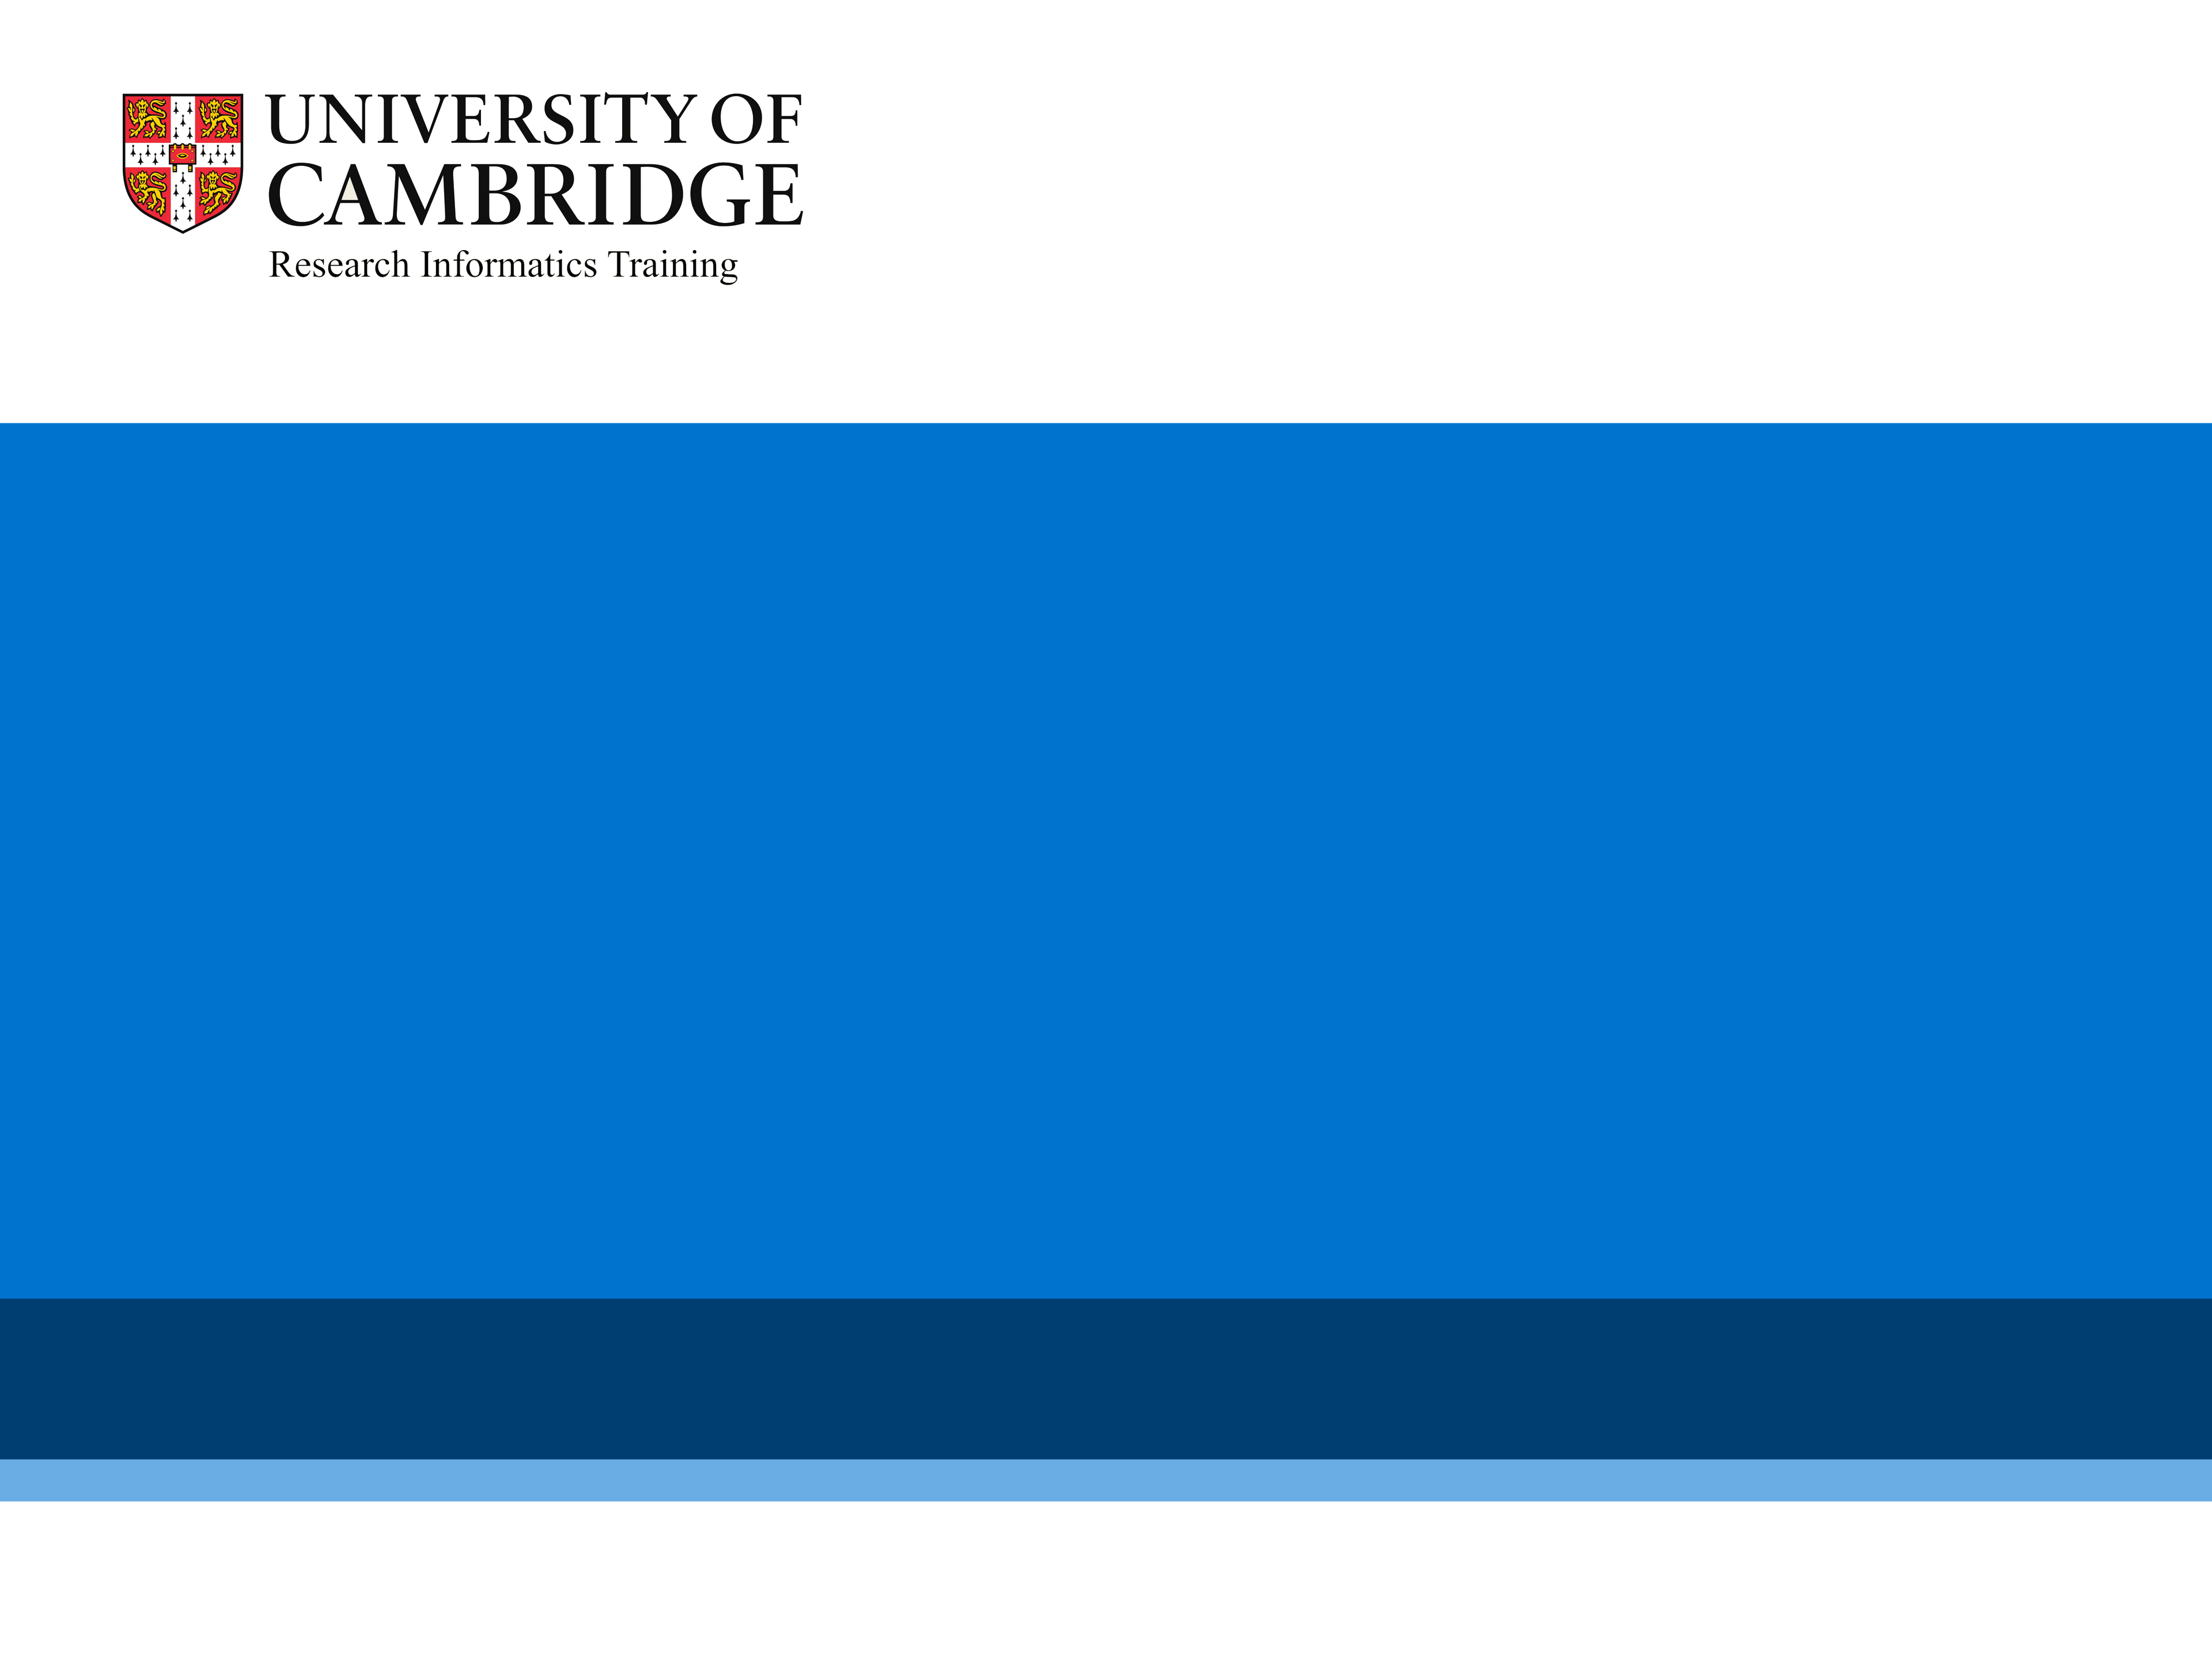 UNIVERSITY OF
CAMBRIDGE
Research Informatics Training